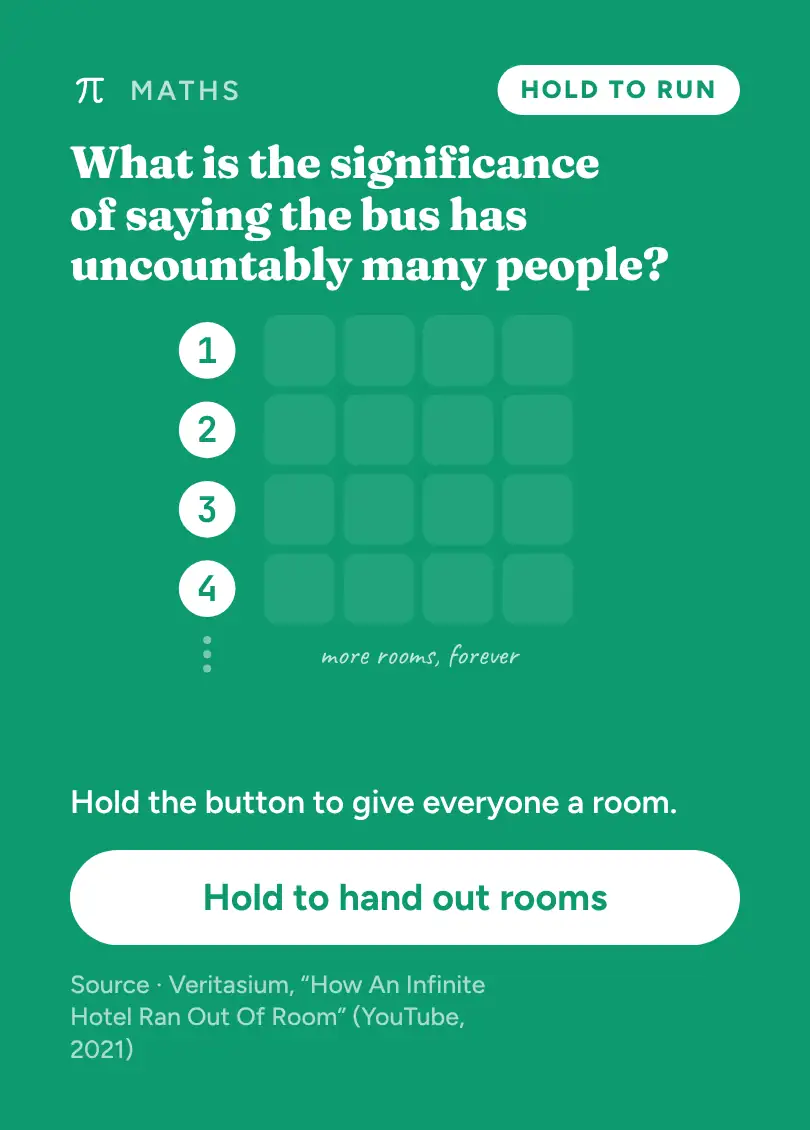 π MATHS
HOLD TO RUN
What is the significance
of saying the bus has
uncountably many people?
1
2
3
4
more rooms, forever
Hold the button to give everyone a room.
Hold to hand out rooms
Source · Veritasium, “How An Infinite
Hotel Ran Out Of Room” (YouTube,
2021)